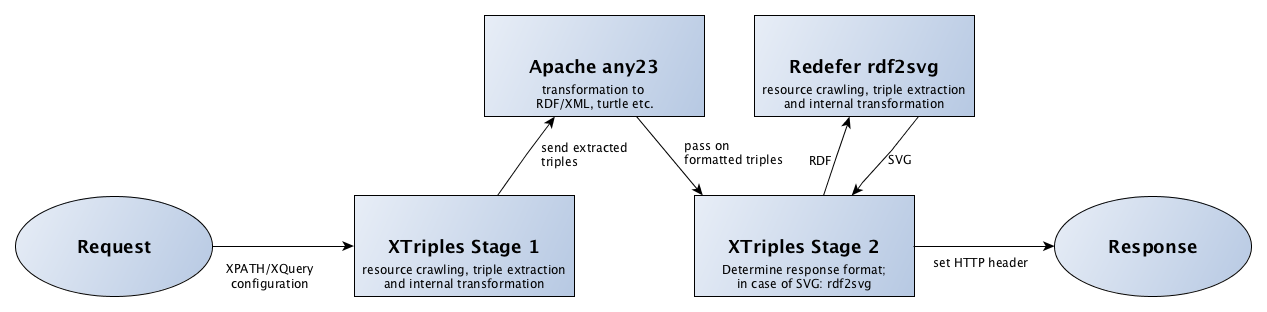 Apache any23
transformation to
RDF/XML, turtle etc.
Redefer rdf2svg
resource crawling, triple extraction
and internal transformation
send extracted
triples
pass on
formatted triples
RDF
SVG
Request
XPATH/XQuery
configuration
XTriples Stage 1
resource crawling, triple extraction
and internal transformation
XTriples Stage 2
Determine response format;
in case of SVG: rdf2svg
set HTTP header
Response